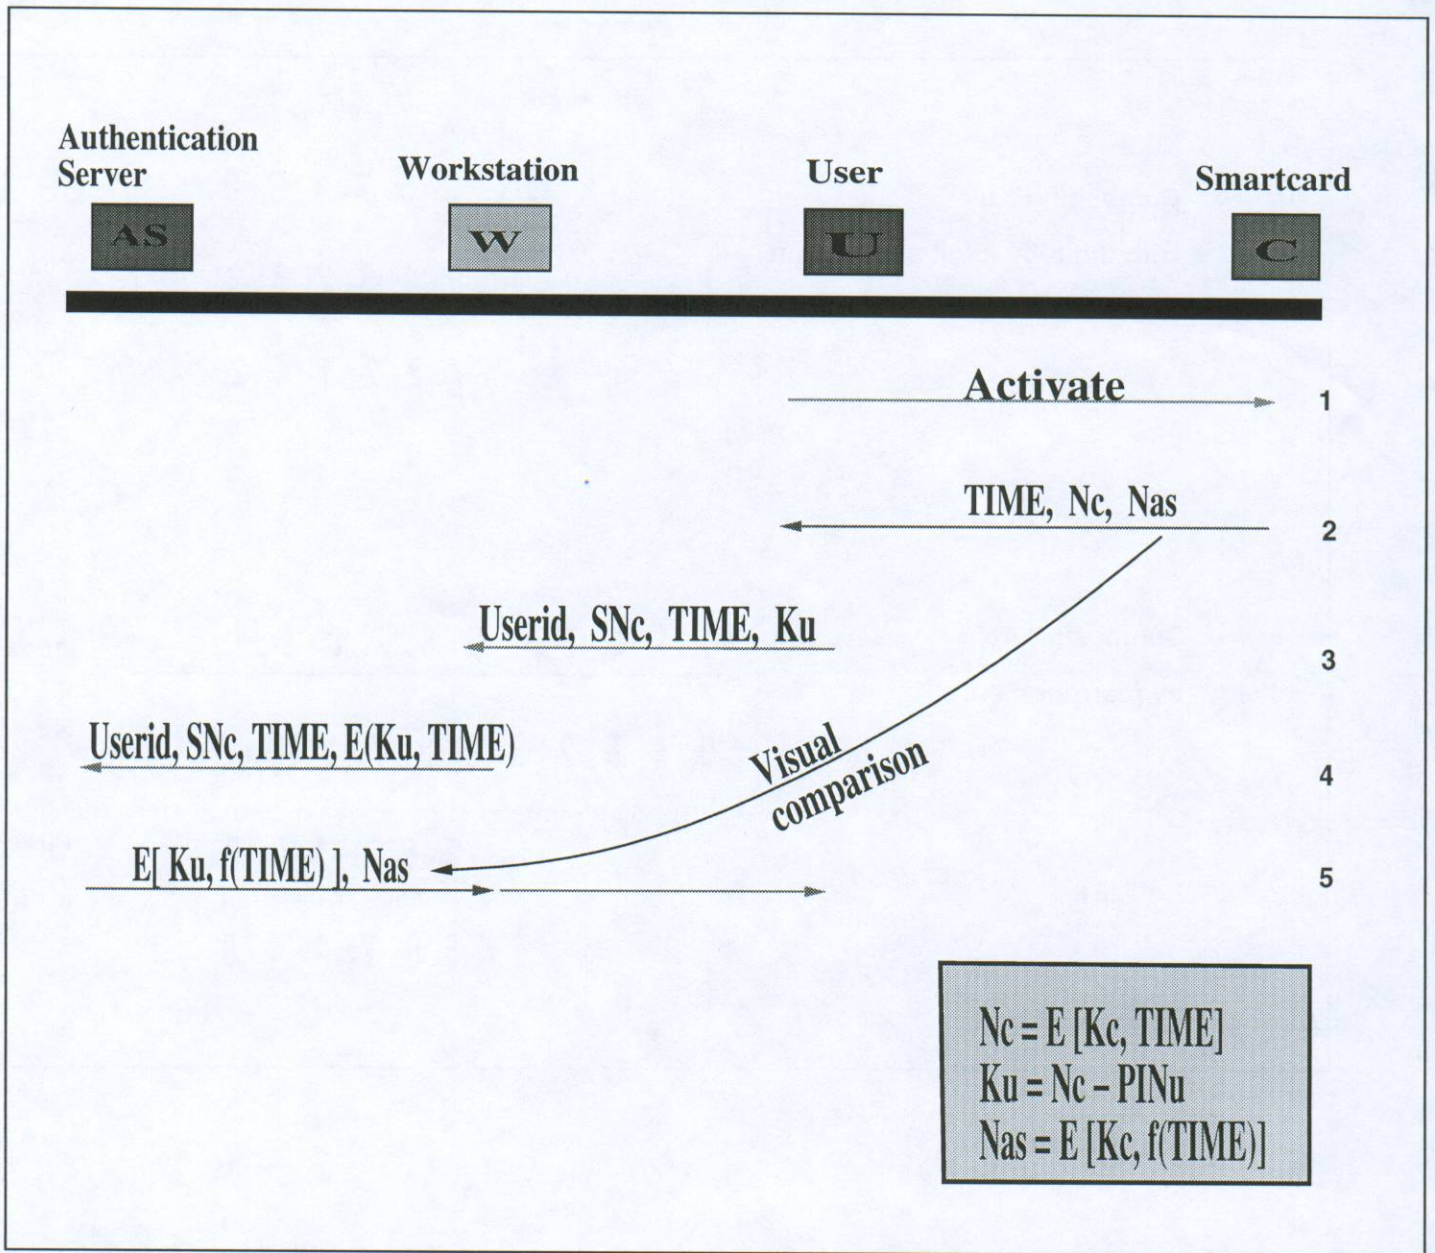 Authentication
Server
Workstation
User
Smartcard
AS
W
U
C
Activate
1
TIME, Nc, Nas
2
Userid, SNc, TIME, Ku
3
Userid, SNc, TIME, E(Ku, TIME)
Visual
comparison
4
E[ Ku, f(TIME) ], Nas
5
Nc = E [Kc, TIME]
Ku = Nc – PINu
Nas = E [Kc, f(TIME)]